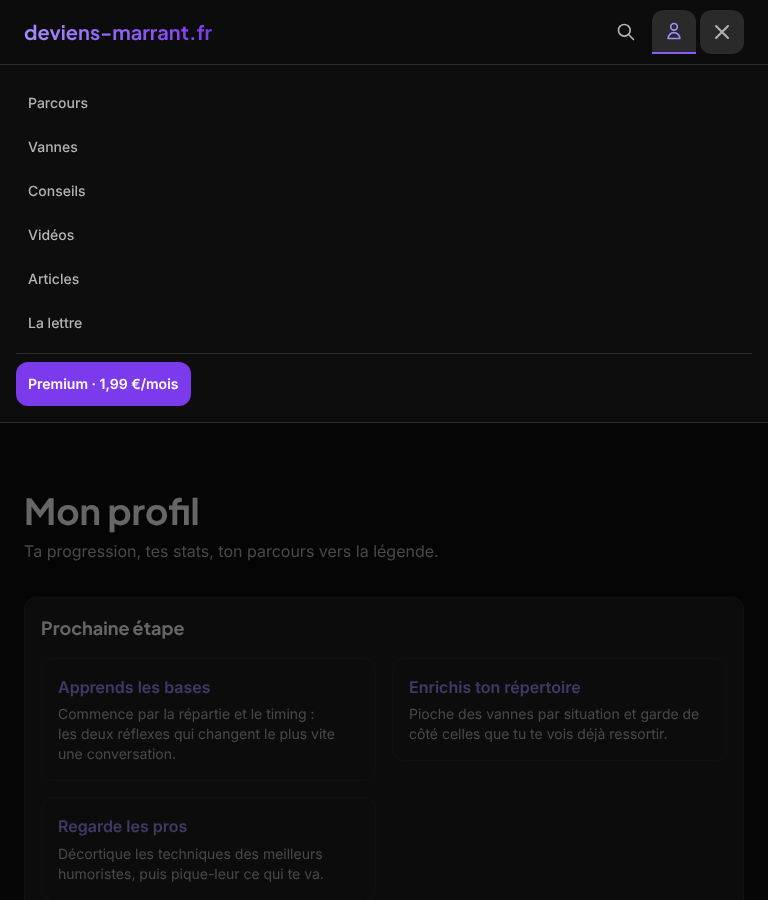 deviens-marrant.fr
Parcours
Vannes
Conseils
Vidéos
Articles
La lettre
Premium · 1,99 €/mois
Mon profil
Ta progression, tes stats, ton parcours vers la légende.
Prochaine étape
Apprends les bases
Commence par la répartie et le timing :
les deux réflexes qui changent le plus vite
une conversation.
Enrichis ton répertoire
Pioche des vannes par situation et garde de
côté celles que tu te vois déjà ressortir.
Regarde les pros
Décortique les techniques des meilleurs
humoristes, puis pique-leur ce qui te va.